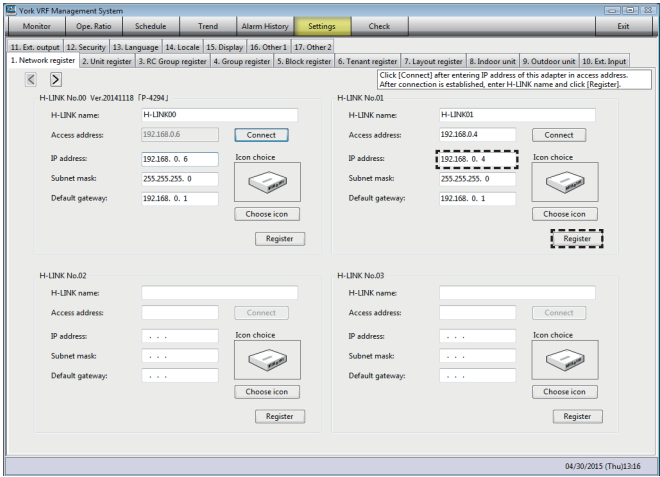 York VRF Management System
Monitor Ope. Ratio Schedule Trend Alarm History Settings Check Exit
11. Ext. output 12. Security 13. Language 14. Locale 15. Display 16. Other 1 17. Other 2
1. Network register 2. Unit register 3. RC Group register 4. Group register 5. Block register 6. Tenant register 7. Layout register 8. Indoor unit 9. Outdoor unit 10. Ext. Input
< >
Click [Connect] after entering IP address of this adapter in access address.
After connection is established, enter H-LINK name and click [Register].
H-LINK No.00 Ver.20141118 「P-4294」
H-LINK name: H-LINK00
Access address: 192.168.0.6 Connect
IP address: 192.168. 0. 6 Icon choice
Subnet mask: 255.255.255. 0
Default gateway: 192.168. 0. 1
Choose icon
Register
H-LINK No.01
H-LINK name: H-LINK01
Access address: 192.168.0.4 Connect
IP address: 192.168. 0. 4 Icon choice
Subnet mask: 255.255.255. 0
Default gateway: 192.168. 0. 1
Choose icon
Register
H-LINK No.02
H-LINK name:
Access address: Connect
IP address: . . . Icon choice
Subnet mask: . . .
Default gateway: . . .
Choose icon
Register
H-LINK No.03
H-LINK name:
Access address: Connect
IP address: . . . Icon choice
Subnet mask: . . .
Default gateway: . . .
Choose icon
Register
04/30/2015 (Thu)13:16